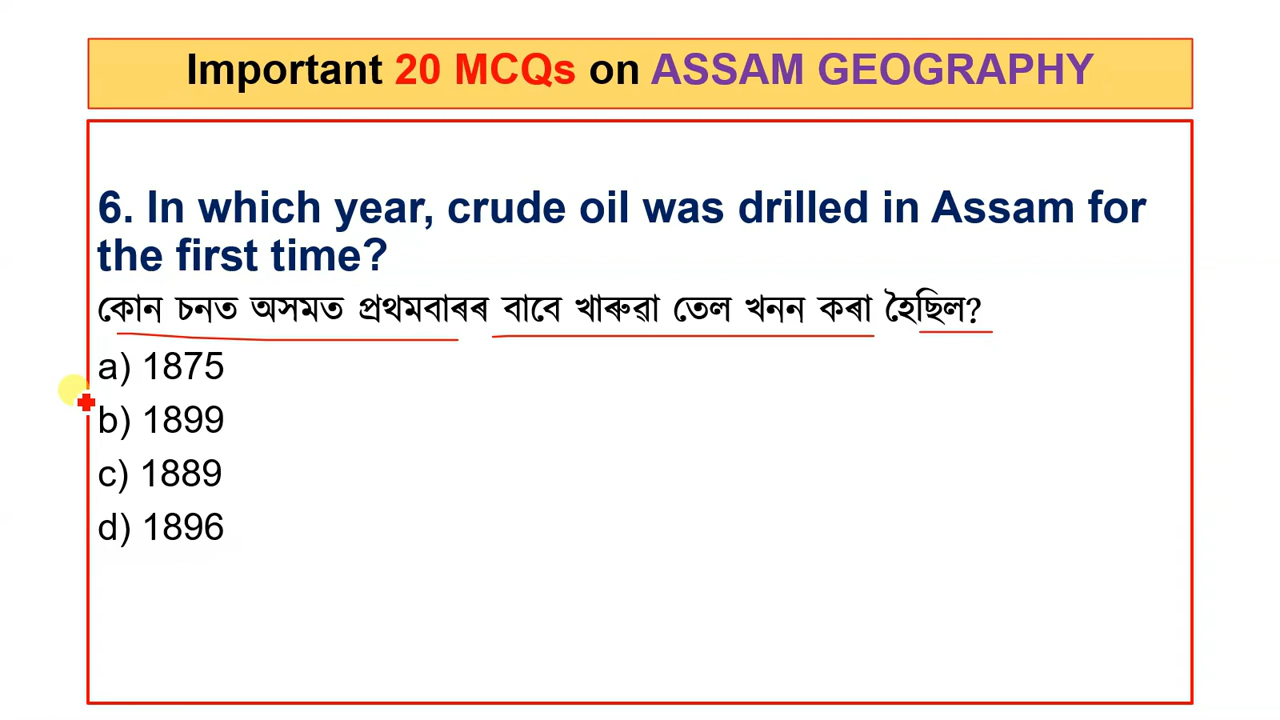 Important 20 MCQs on ASSAM GEOGRAPHY
6. In which year, crude oil was drilled in Assam for
the first time?
কোন চনত অসমত প্ৰথমবাৰৰ বাবে খাৰুৱা তেল খনন কৰা হৈছিল?
a) 1875
b) 1899
c) 1889
d) 1896